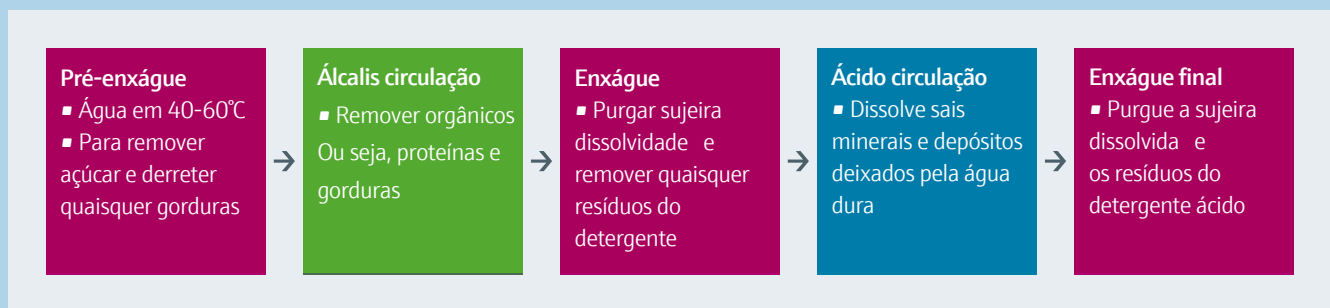 Pré-enxágue
▪ Água em 40-60°C
▪ Para remover
açúcar e derreter
quaisquer gorduras
→
Álcalis circulação
▪ Remover orgânicos
Ou seja, proteínas e
gorduras
→
Enxágue
▪ Purgar sujeira
dissolvidade e
remover quaisquer
resíduos do
detergente
→
Ácido circulação
▪ Dissolve sais
minerais e depósitos
deixados pela água
dura
→
Enxágue final
▪ Purgue a sujeira
dissolvida e
os resíduos do
detergente ácido